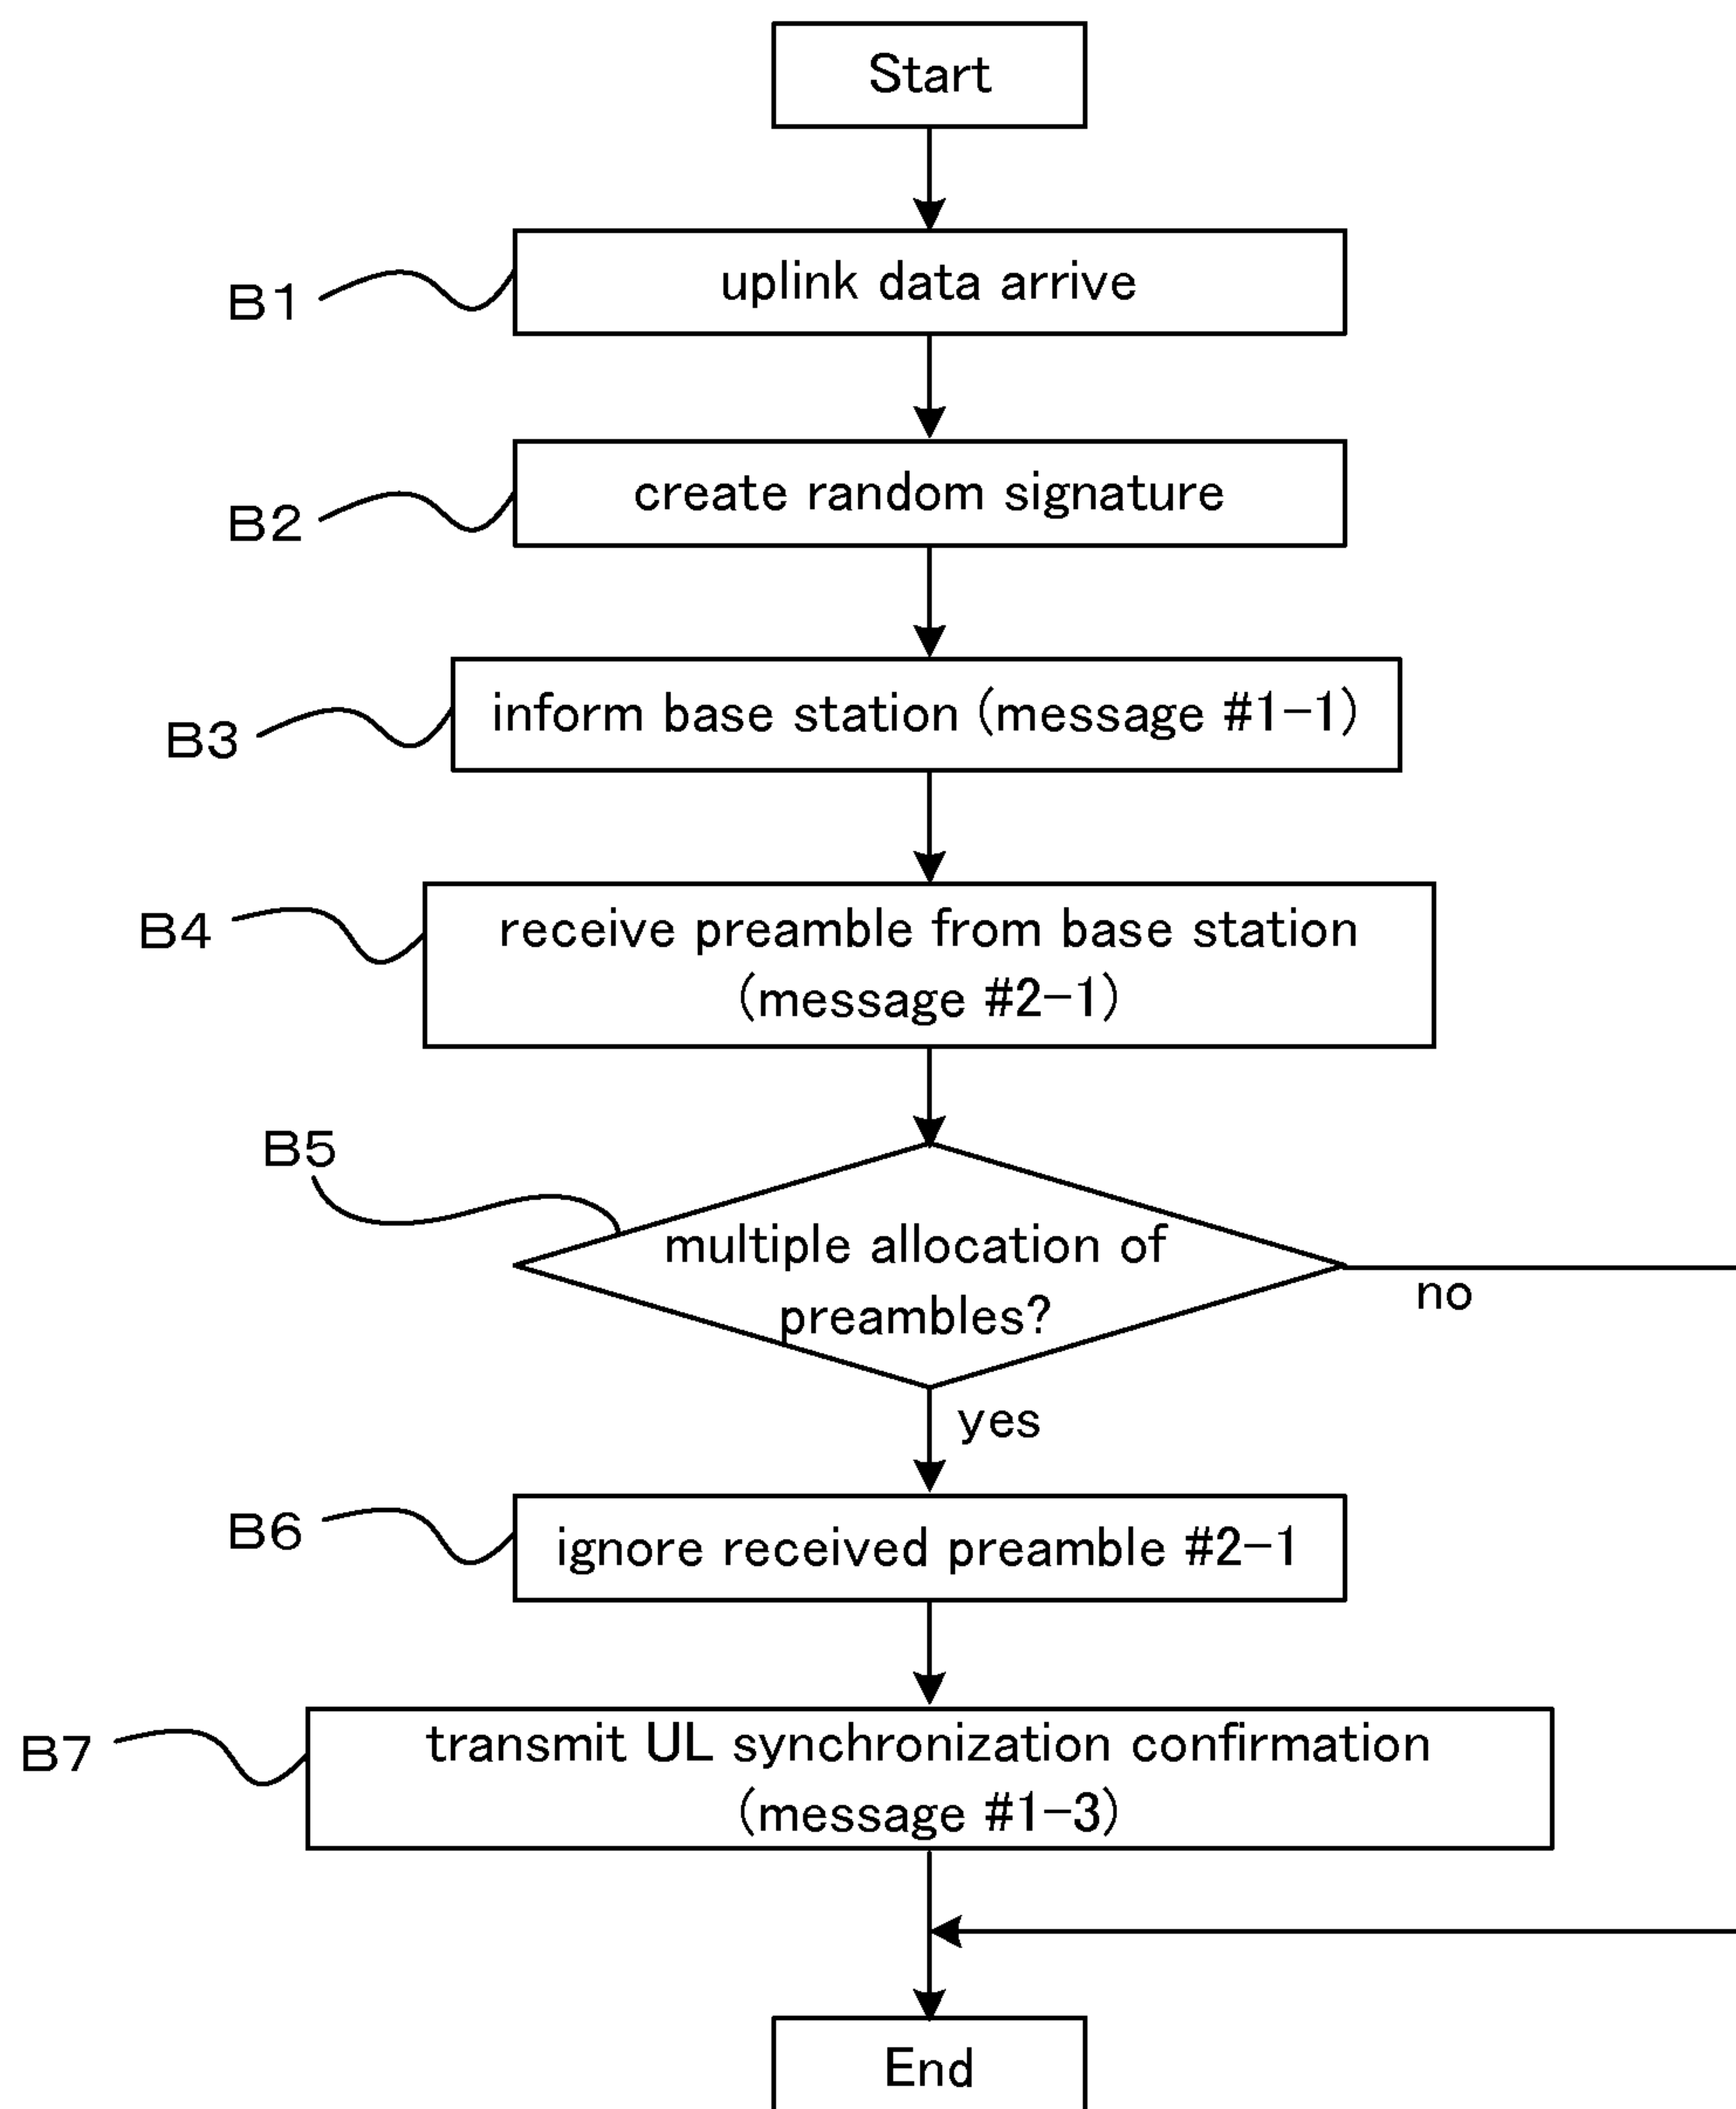 Start
B1
uplink data arrive
B2
create random signature
B3
inform base station (message #1-1)
B4
receive preamble from base station
(message #2-1)
B5
multiple allocation of
preambles?
no
yes
B6
ignore received preamble #2-1
B7
transmit UL synchronization confirmation
(message #1-3)
End